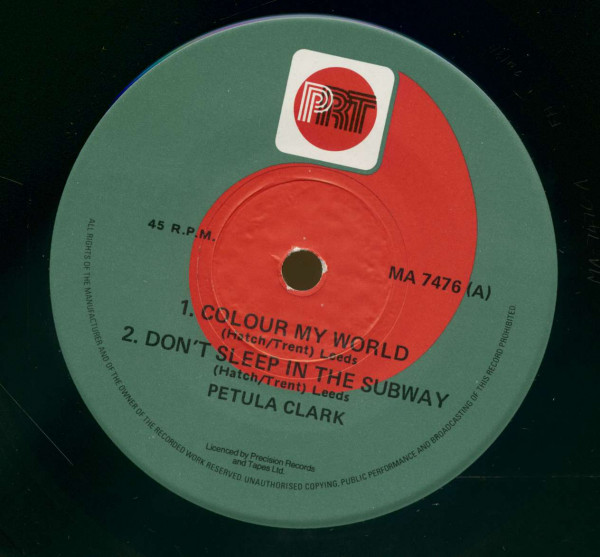 PRT
45 R.P.M.
MA 7476 (A)
1. COLOUR MY WORLD
(Hatch/Trent) Leeds
2. DON'T SLEEP IN THE SUBWAY
(Hatch/Trent) Leeds
PETULA CLARK
Licenced by Precision Records
and Tapes Ltd.
ALL RIGHTS OF THE MANUFACTURER AND OF THE OWNER OF THE RECORDED WORK RESERVED UNAUTHORISED COPYING, PUBLIC PERFORMANCE AND BROADCASTING OF THIS RECORD PROHIBITED